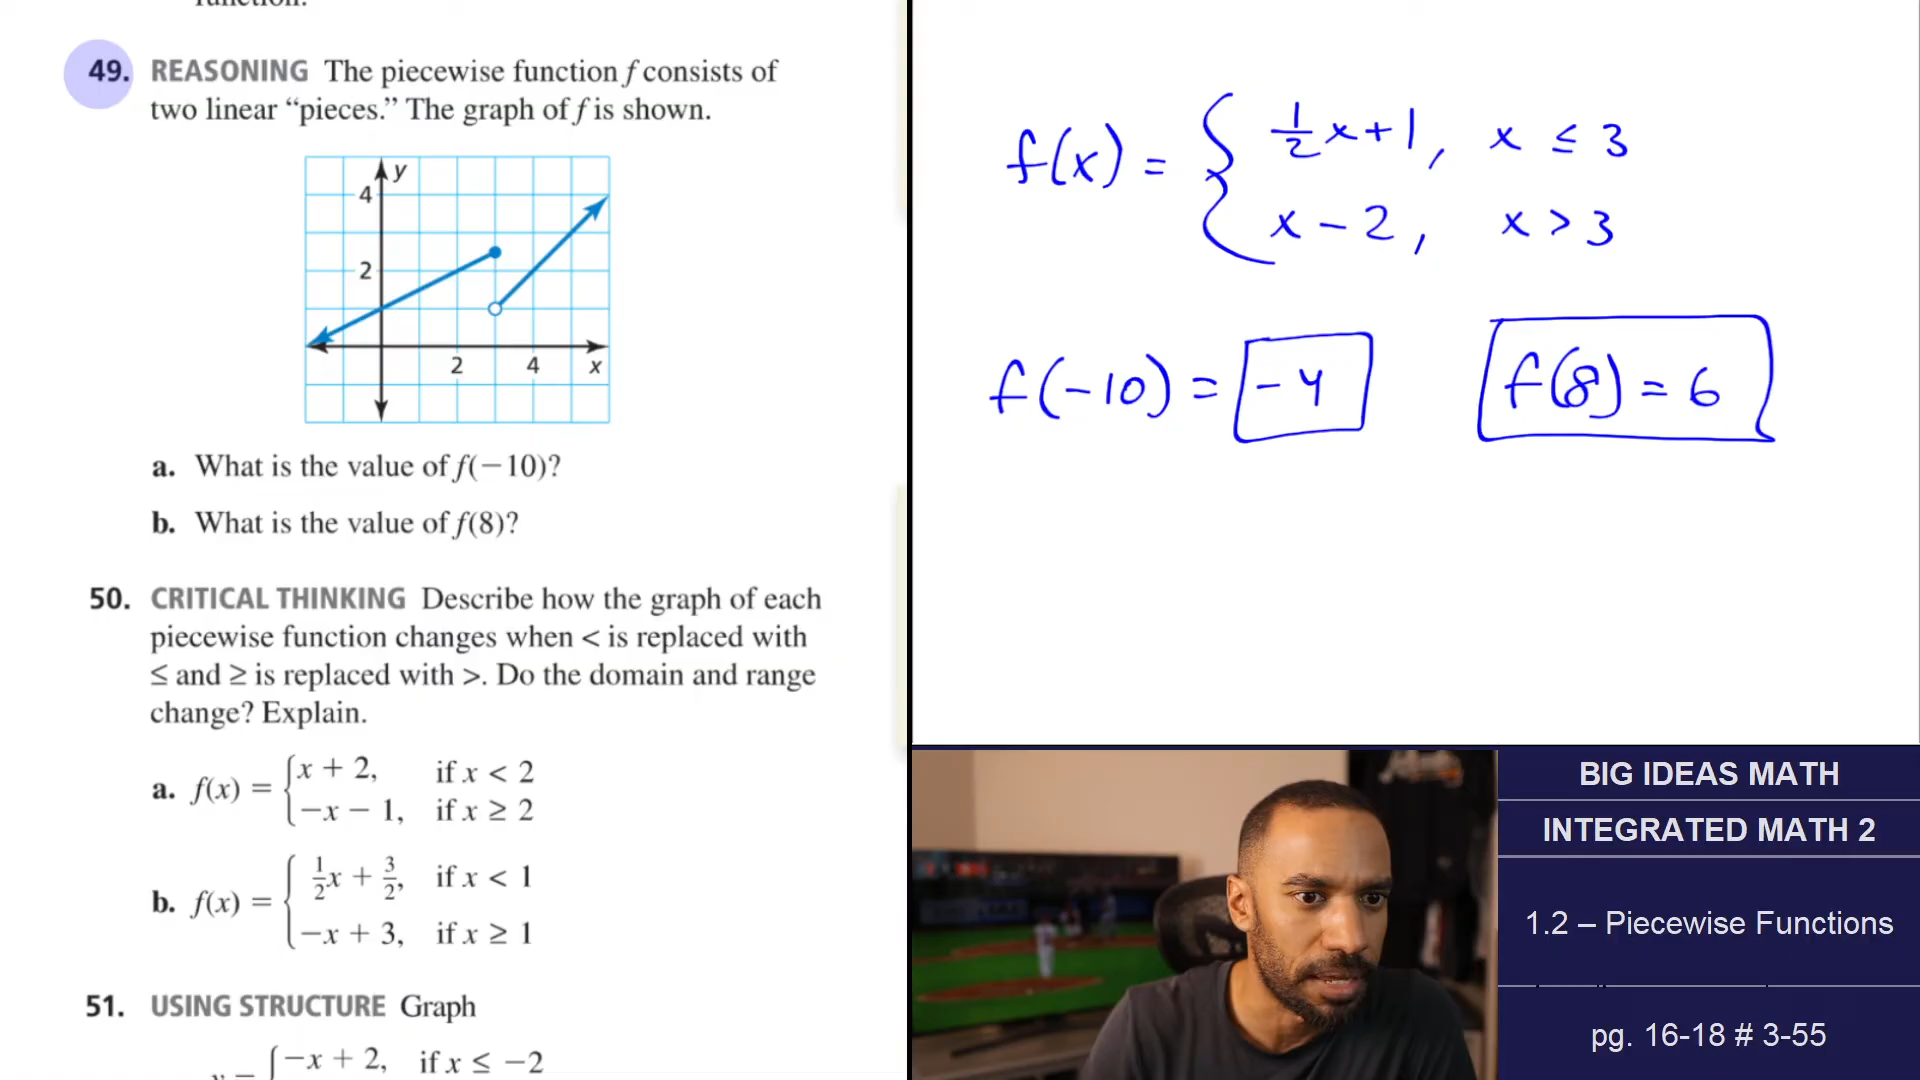 function.
49. REASONING The piecewise function f consists of
two linear “pieces.” The graph of f is shown.
y
4
2
2 4 x
a. What is the value of f(−10)?
b. What is the value of f(8)?
50. CRITICAL THINKING Describe how the graph of each
piecewise function changes when < is replaced with
≤ and ≥ is replaced with >. Do the domain and range
change? Explain.
a. f(x) = { x + 2, if x < 2
−x − 1, if x ≥ 2
b. f(x) = { 1/2 x + 3/2, if x < 1
−x + 3, if x ≥ 1
51. USING STRUCTURE Graph
y = { −x + 2, if x ≤ −2
f(x) = { 1/2 x + 1, x ≤ 3
x − 2, x > 3
f(−10) = −4 f(8) = 6
BIG IDEAS MATH
INTEGRATED MATH 2
1.2 – Piecewise Functions
pg. 16-18 # 3-55